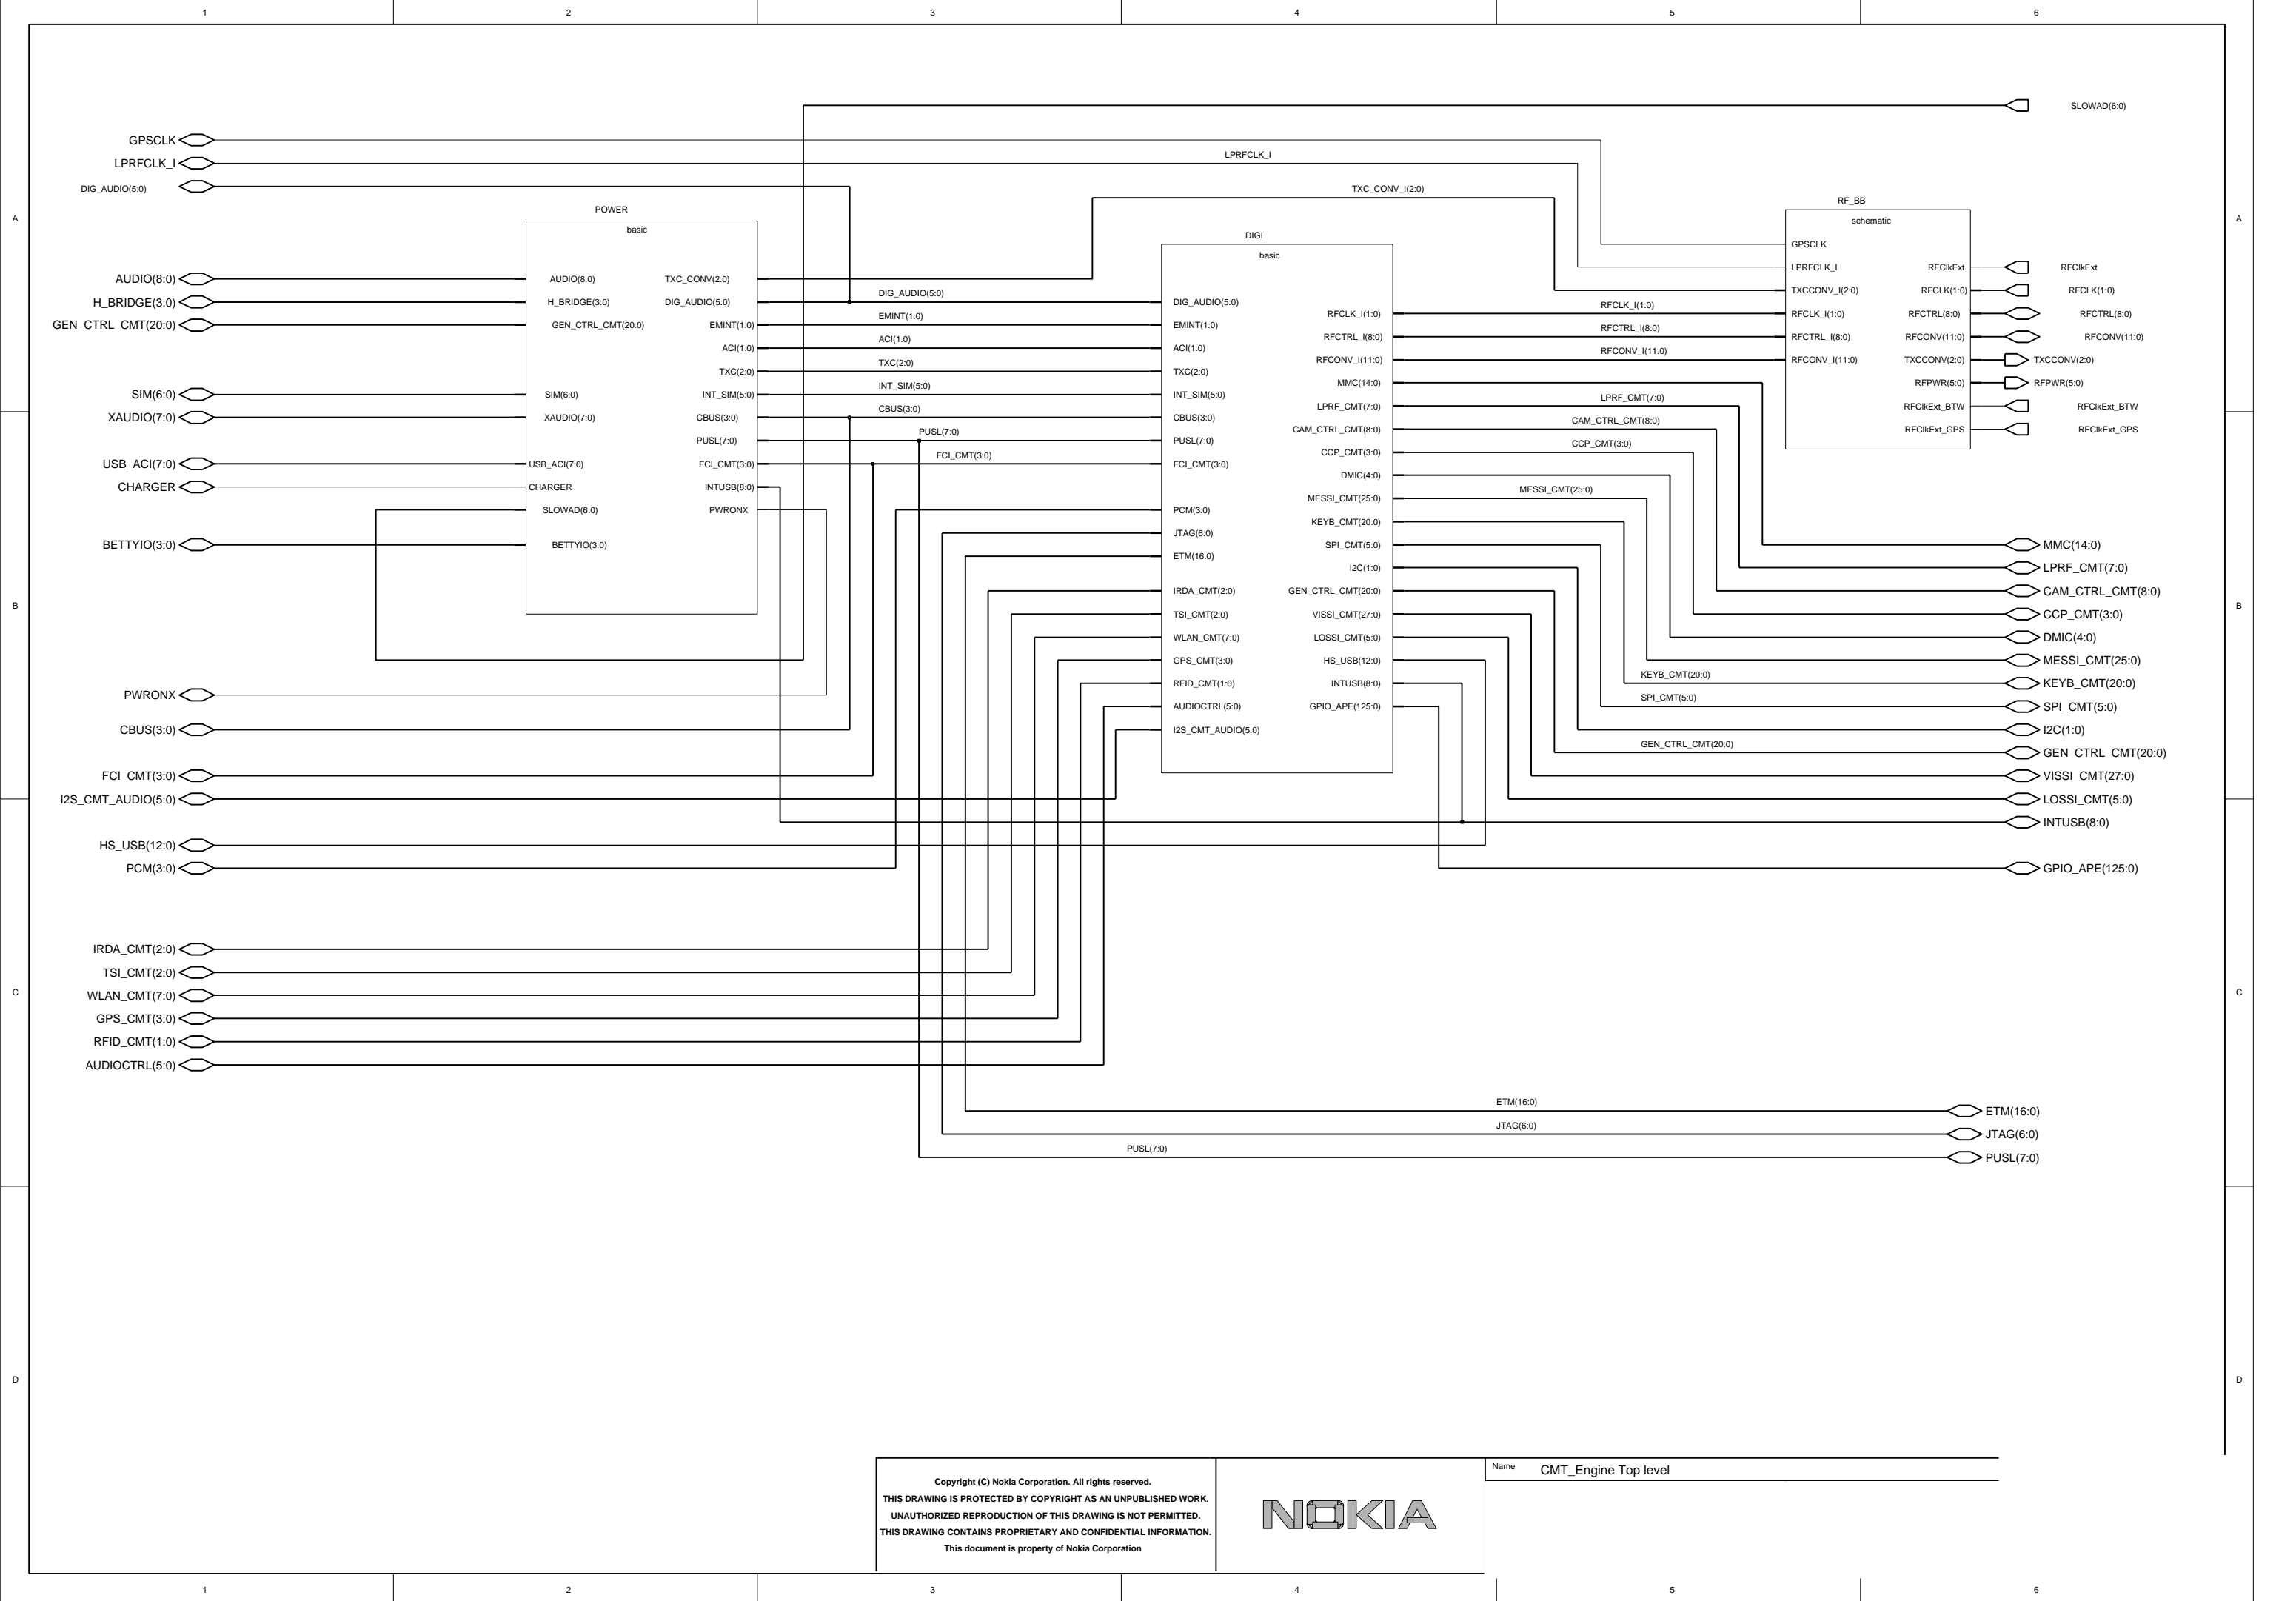 1 2 3 4 5 6
SLOWAD(6:0)
GPSCLK
LPRFCLK_I
LPRFCLK_I
DIG_AUDIO(5:0)
TXC_CONV_I(2:0)
A
A
POWER
basic
AUDIO(8:0)
H_BRIDGE(3:0)
GEN_CTRL_CMT(20:0)
SIM(6:0)
XAUDIO(7:0)
USB_ACI(7:0)
CHARGER
BETTYIO(3:0)
AUDIO(8:0)
H_BRIDGE(3:0)
GEN_CTRL_CMT(20:0)
SIM(6:0)
XAUDIO(7:0)
USB_ACI(7:0)
CHARGER
SLOWAD(6:0)
BETTYIO(3:0)
TXC_CONV(2:0)
DIG_AUDIO(5:0)
EMINT(1:0)
ACI(1:0)
TXC(2:0)
INT_SIM(5:0)
CBUS(3:0)
PUSL(7:0)
FCI_CMT(3:0)
INTUSB(8:0)
PWRONX
DIG_AUDIO(5:0)
EMINT(1:0)
ACI(1:0)
TXC(2:0)
INT_SIM(5:0)
CBUS(3:0)
PUSL(7:0)
FCI_CMT(3:0)
DIGI
basic
DIG_AUDIO(5:0)
EMINT(1:0)
ACI(1:0)
TXC(2:0)
INT_SIM(5:0)
CBUS(3:0)
PUSL(7:0)
FCI_CMT(3:0)
PCM(3:0)
JTAG(6:0)
ETM(16:0)
IRDA_CMT(2:0)
TSI_CMT(2:0)
WLAN_CMT(7:0)
GPS_CMT(3:0)
RFID_CMT(1:0)
AUDIOCTRL(5:0)
I2S_CMT_AUDIO(5:0)
RFCLK_I(1:0)
RFCTRL_I(8:0)
RFCONV_I(11:0)
MMC(14:0)
LPRF_CMT(7:0)
CAM_CTRL_CMT(8:0)
CCP_CMT(3:0)
DMIC(4:0)
MESSI_CMT(25:0)
KEYB_CMT(20:0)
SPI_CMT(5:0)
I2C(1:0)
GEN_CTRL_CMT(20:0)
VISSI_CMT(27:0)
LOSSI_CMT(5:0)
HS_USB(12:0)
INTUSB(8:0)
GPIO_APE(125:0)
RFCLK_I(1:0)
RFCTRL_I(8:0)
RFCONV_I(11:0)
LPRF_CMT(7:0)
CAM_CTRL_CMT(8:0)
CCP_CMT(3:0)
MESSI_CMT(25:0)
KEYB_CMT(20:0)
SPI_CMT(5:0)
GEN_CTRL_CMT(20:0)
RF_BB
schematic
GPSCLK
LPRFCLK_I
TXCCONV_I(2:0)
RFCLK_I(1:0)
RFCTRL_I(8:0)
RFCONV_I(11:0)
RFClkExt
RFCLK(1:0)
RFCTRL(8:0)
RFCONV(11:0)
TXCCONV(2:0)
RFPWR(5:0)
RFClkExt_BTW
RFClkExt_GPS
RFClkExt
RFCLK(1:0)
RFCTRL(8:0)
RFCONV(11:0)
TXCCONV(2:0)
RFPWR(5:0)
RFClkExt_BTW
RFClkExt_GPS
MMC(14:0)
LPRF_CMT(7:0)
CAM_CTRL_CMT(8:0)
CCP_CMT(3:0)
DMIC(4:0)
MESSI_CMT(25:0)
KEYB_CMT(20:0)
SPI_CMT(5:0)
I2C(1:0)
GEN_CTRL_CMT(20:0)
VISSI_CMT(27:0)
LOSSI_CMT(5:0)
INTUSB(8:0)
GPIO_APE(125:0)
B
B
PWRONX
CBUS(3:0)
FCI_CMT(3:0)
I2S_CMT_AUDIO(5:0)
HS_USB(12:0)
PCM(3:0)
IRDA_CMT(2:0)
TSI_CMT(2:0)
WLAN_CMT(7:0)
GPS_CMT(3:0)
RFID_CMT(1:0)
AUDIOCTRL(5:0)
C
C
ETM(16:0)
ETM(16:0)
JTAG(6:0)
JTAG(6:0)
PUSL(7:0)
PUSL(7:0)
D
D
Copyright (C) Nokia Corporation. All rights reserved.
THIS DRAWING IS PROTECTED BY COPYRIGHT AS AN UNPUBLISHED WORK.
UNAUTHORIZED REPRODUCTION OF THIS DRAWING IS NOT PERMITTED.
THIS DRAWING CONTAINS PROPRIETARY AND CONFIDENTIAL INFORMATION.
This document is property of Nokia Corporation
NOKIA
Name CMT_Engine Top level
1 2 3 4 5 6